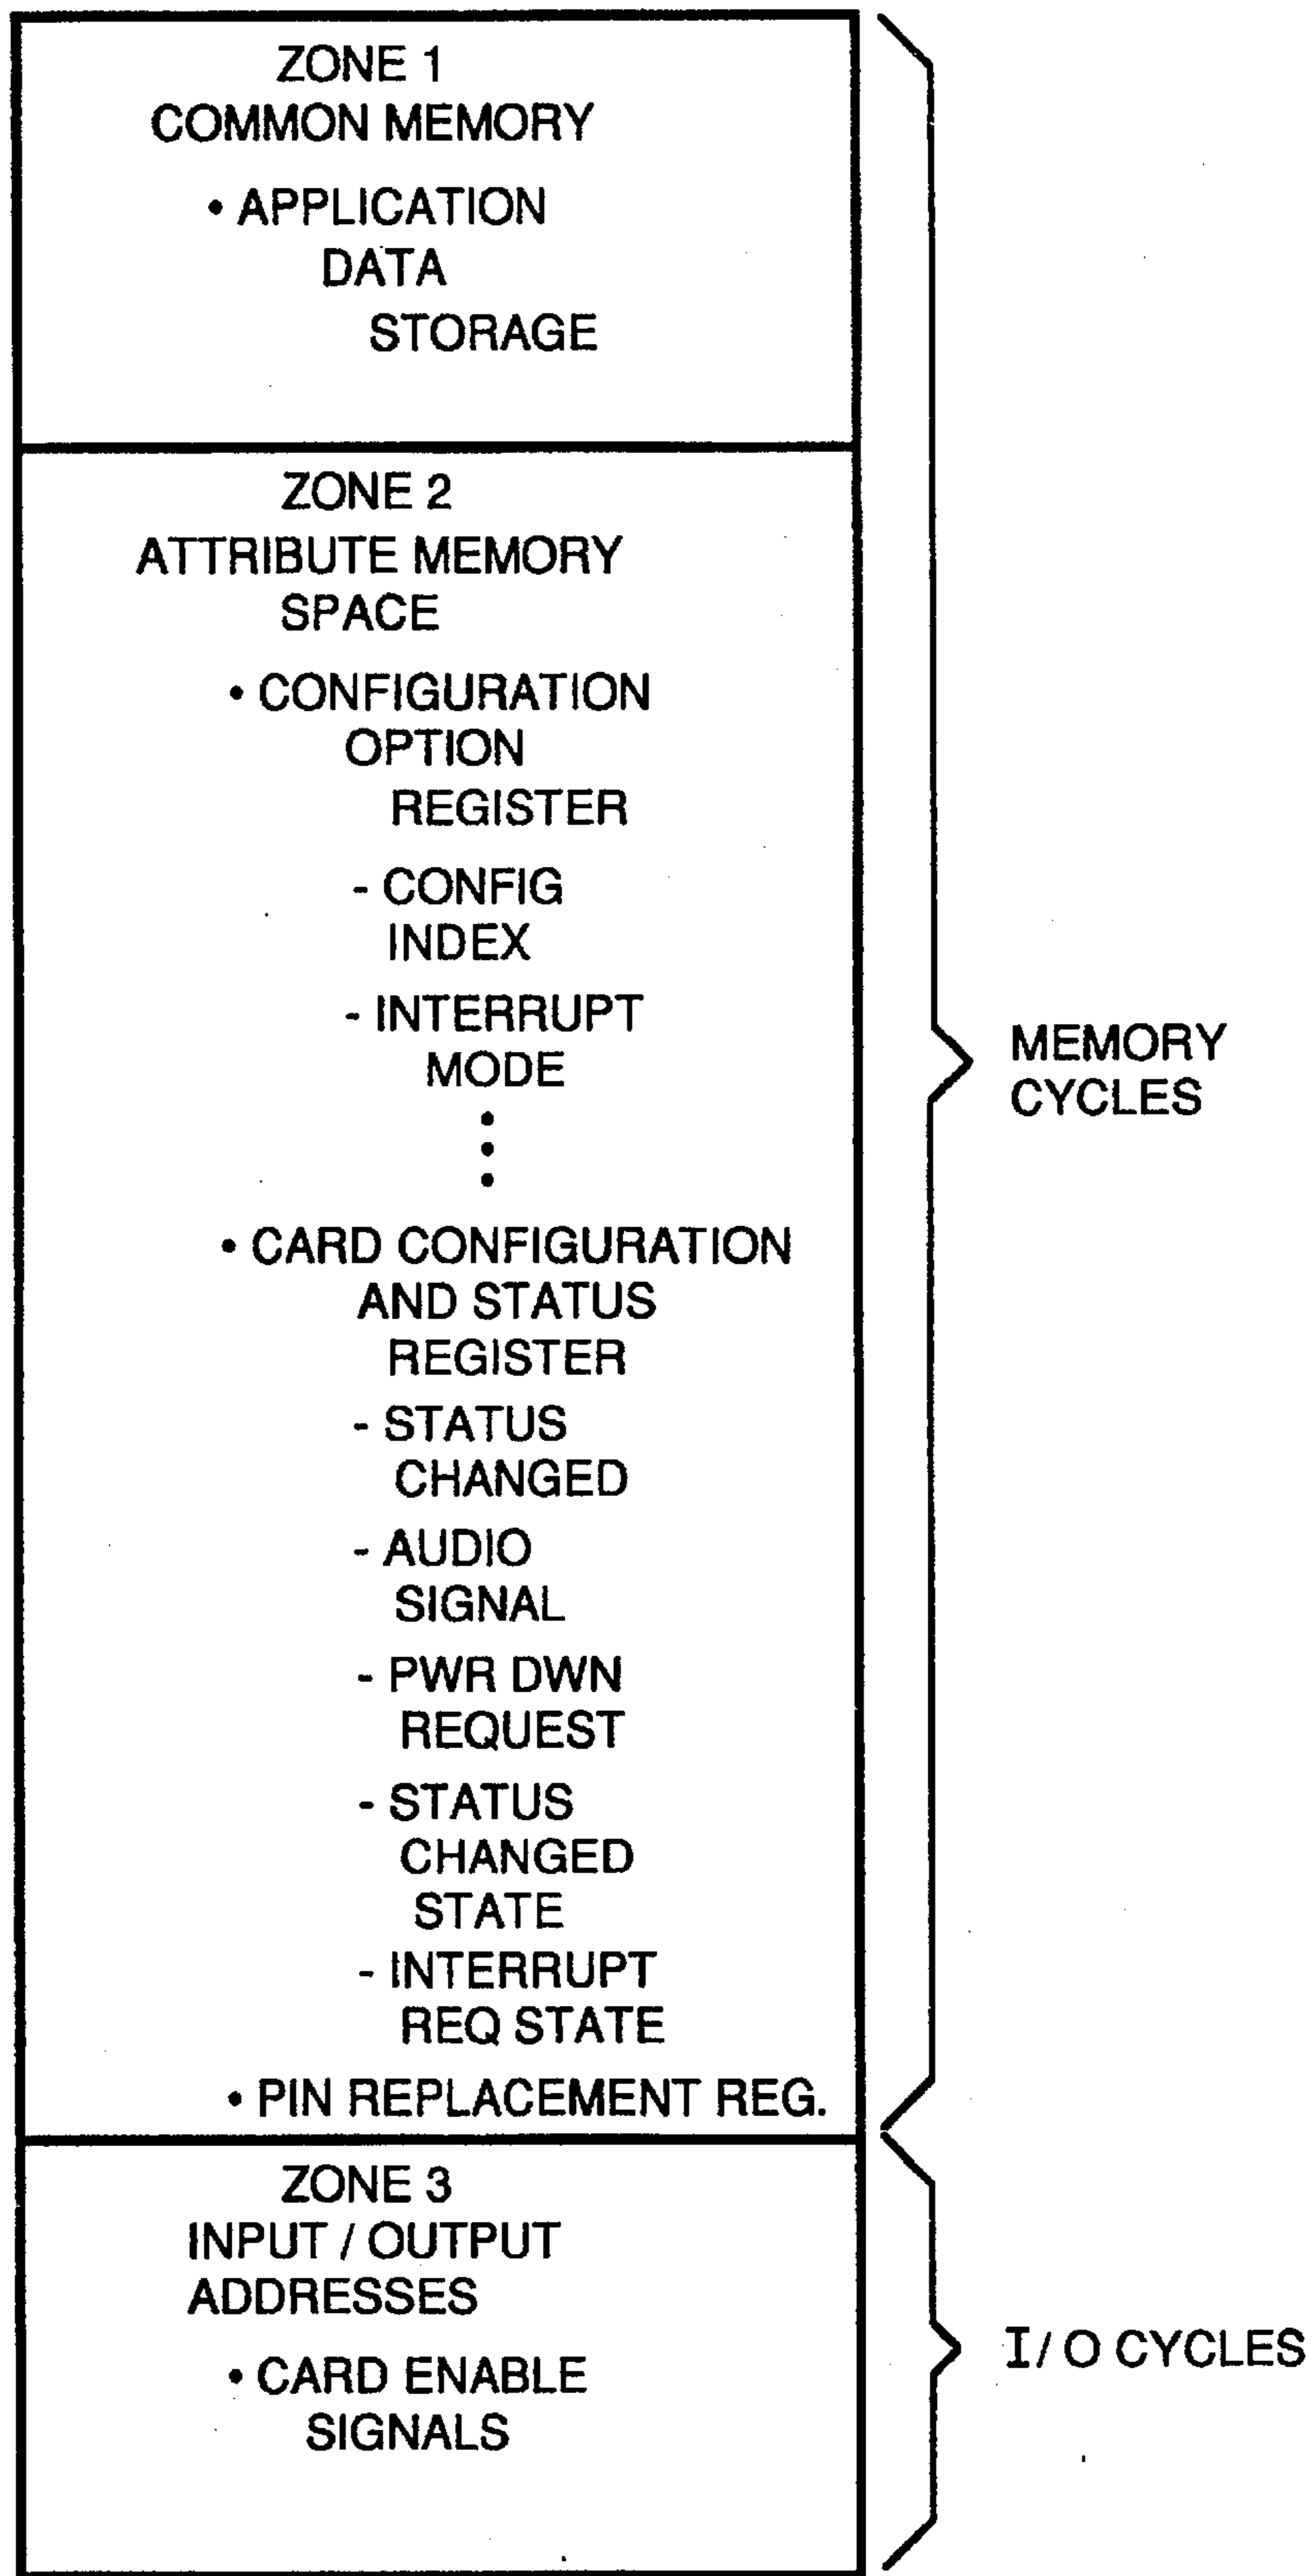 ZONE 1
COMMON MEMORY
• APPLICATION
DATA
STORAGE
ZONE 2
ATTRIBUTE MEMORY
SPACE
• CONFIGURATION
OPTION
REGISTER
- CONFIG
INDEX
- INTERRUPT
MODE
• CARD CONFIGURATION
AND STATUS
REGISTER
- STATUS
CHANGED
- AUDIO
SIGNAL
- PWR DWN
REQUEST
- STATUS
CHANGED
STATE
- INTERRUPT
REQ STATE
• PIN REPLACEMENT REG.
MEMORY
CYCLES
ZONE 3
INPUT / OUTPUT
ADDRESSES
• CARD ENABLE
SIGNALS
I/O CYCLES